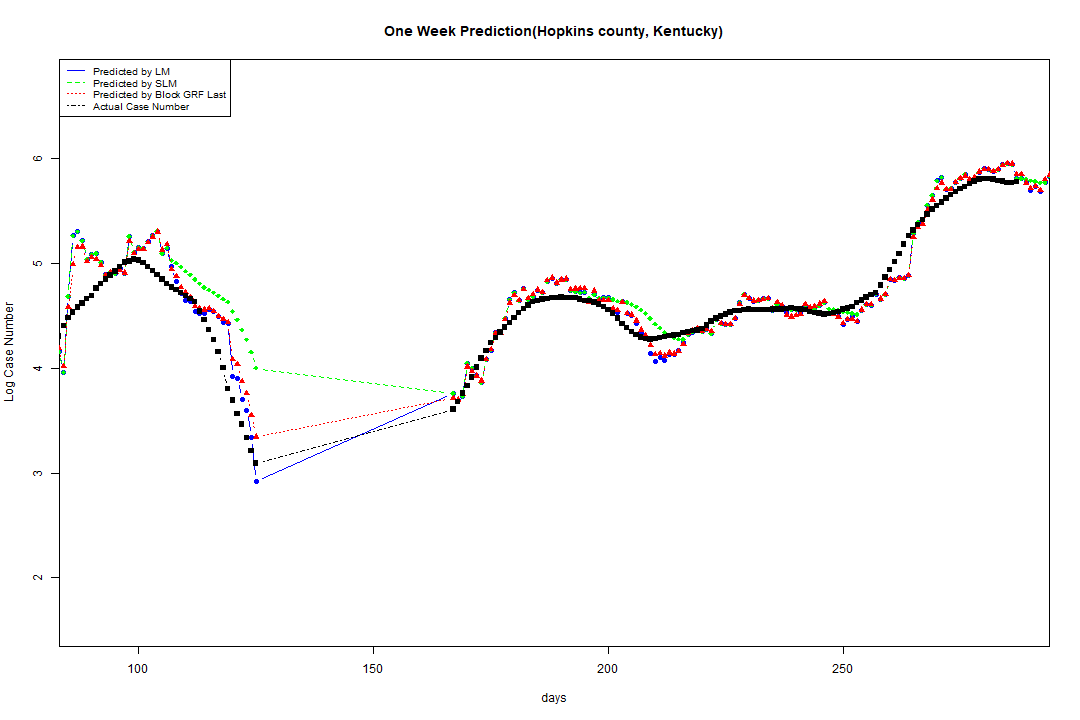 One Week Prediction(Hopkins county, Kentucky)
Predicted by LM
Predicted by SLM
Predicted by Block GRF Last
Actual Case Number
6
5
4
3
2
Log Case Number
100 150 200 250
days